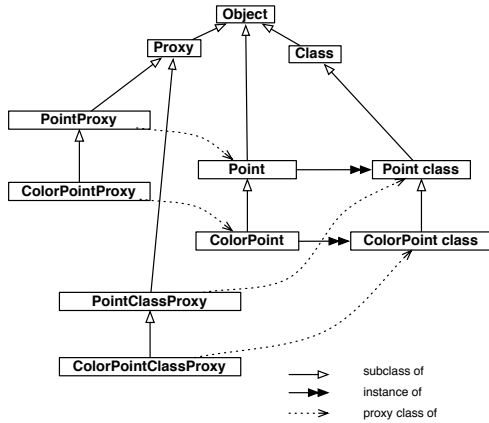 Object
Proxy
Class
PointProxy
ColorPointProxy
Point
Point class
ColorPoint
ColorPoint class
PointClassProxy
ColorPointClassProxy
subclass of
instance of
proxy class of